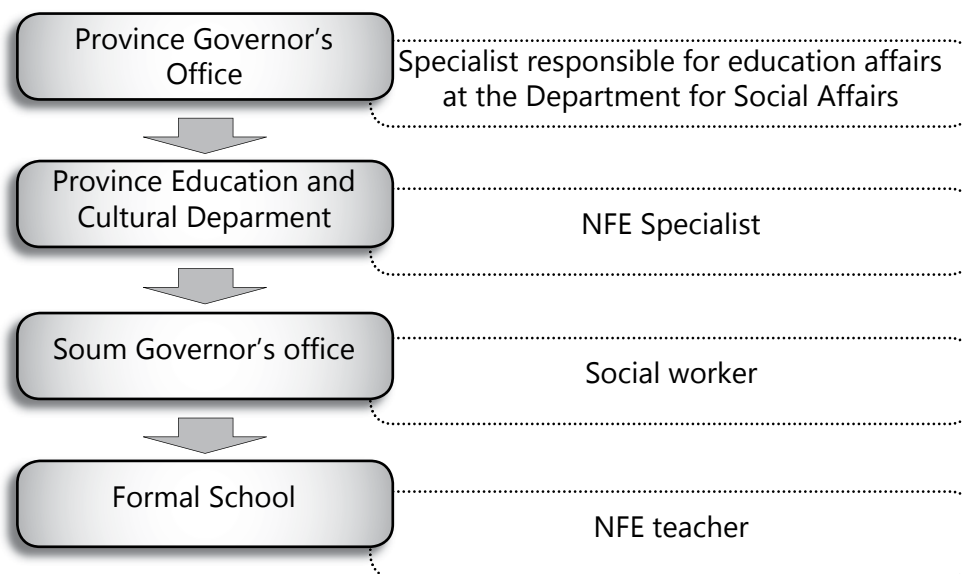 Province Governor's
Office
Specialist responsible for education affairs
at the Department for Social Affairs
Province Education and
Cultural Deparment
NFE Specialist
Soum Governor's office
Social worker
Formal School
NFE teacher